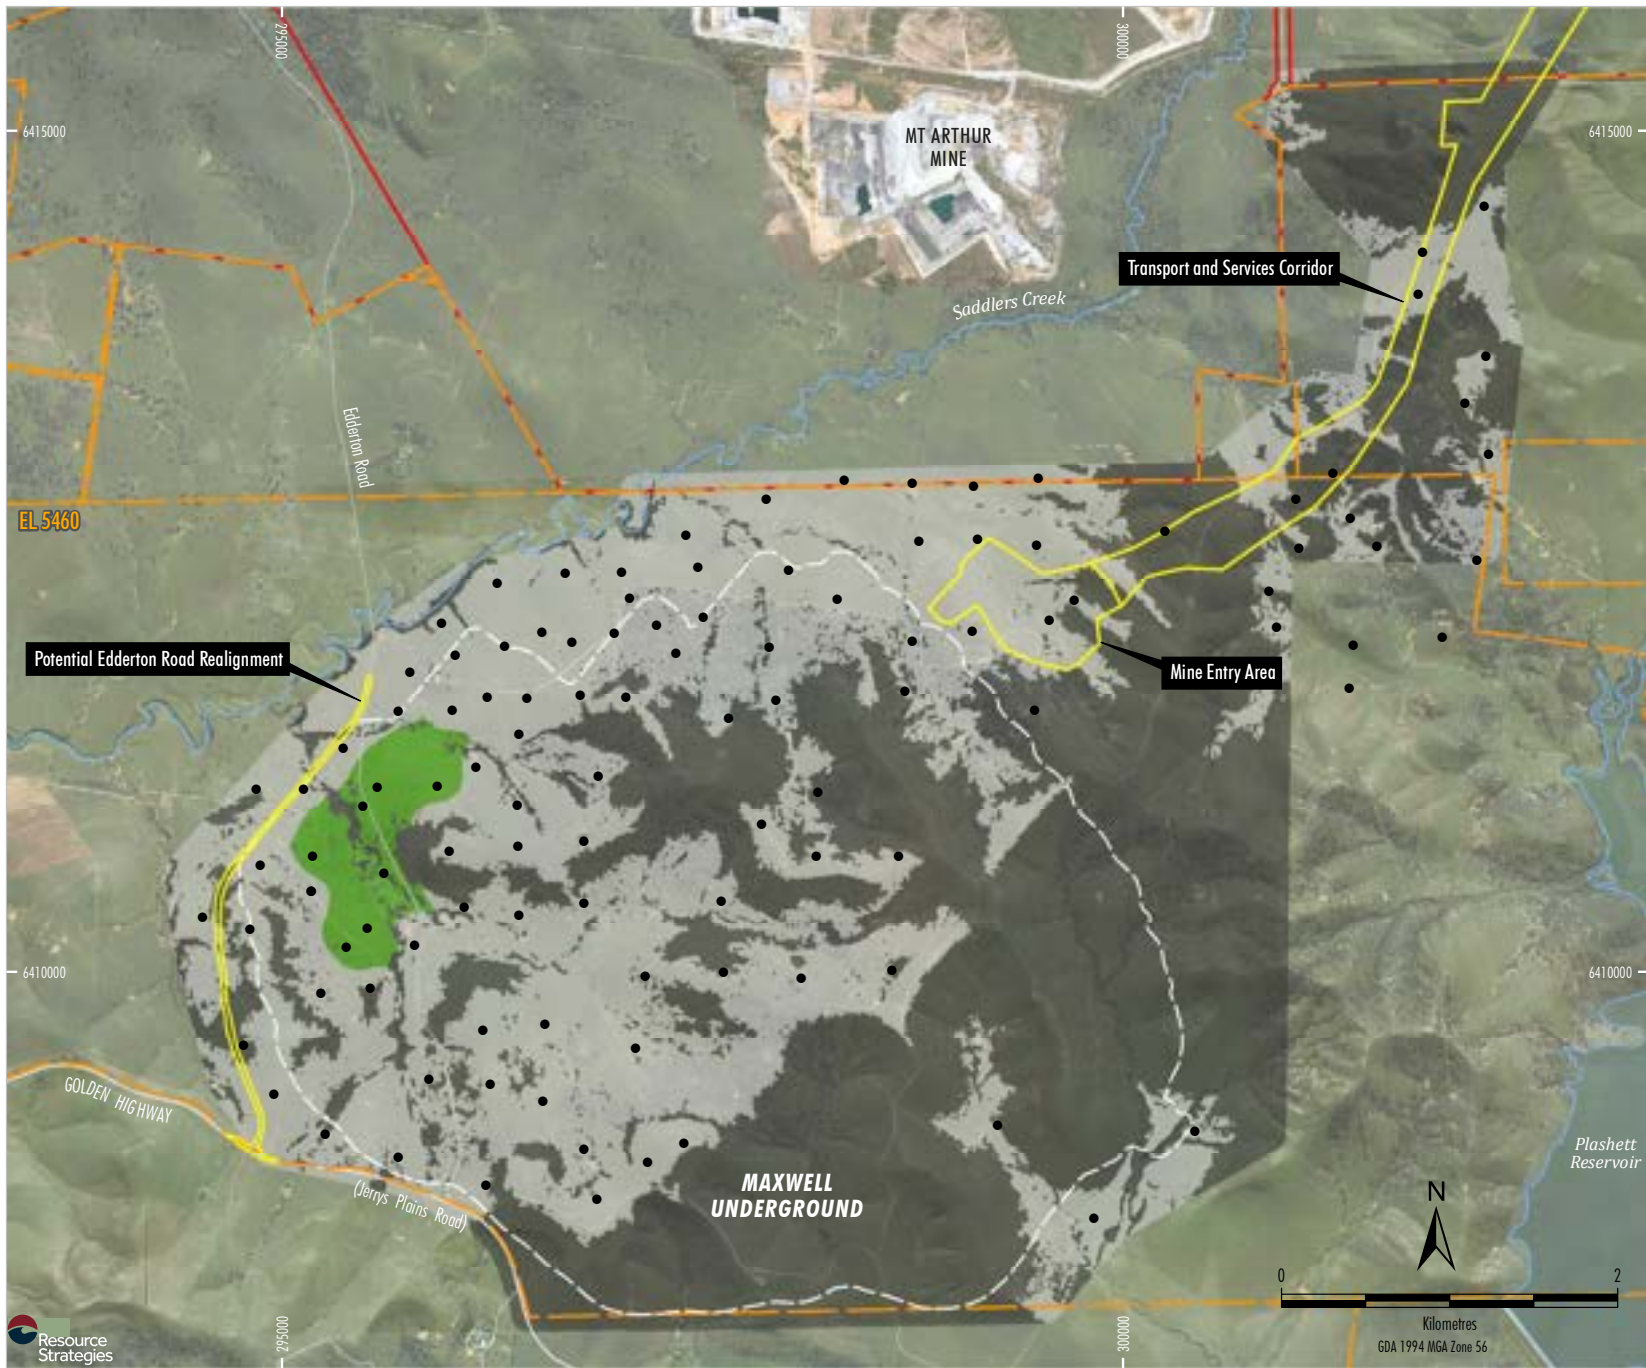 295000
300000
6415000
6415000
MT ARTHUR
MINE
Transport and Services Corridor
Saddlers Creek
Edderton Road
EL 5460
Potential Edderton Road Realignment
Mine Entry Area
6410000
6410000
GOLDEN HIGHWAY
(Jerrys Plains Road)
MAXWELL
UNDERGROUND
Plashett
Reservoir
N
0
2
Kilometres
GDA 1994 MGA Zone 56
295000
300000
Resource
Strategies